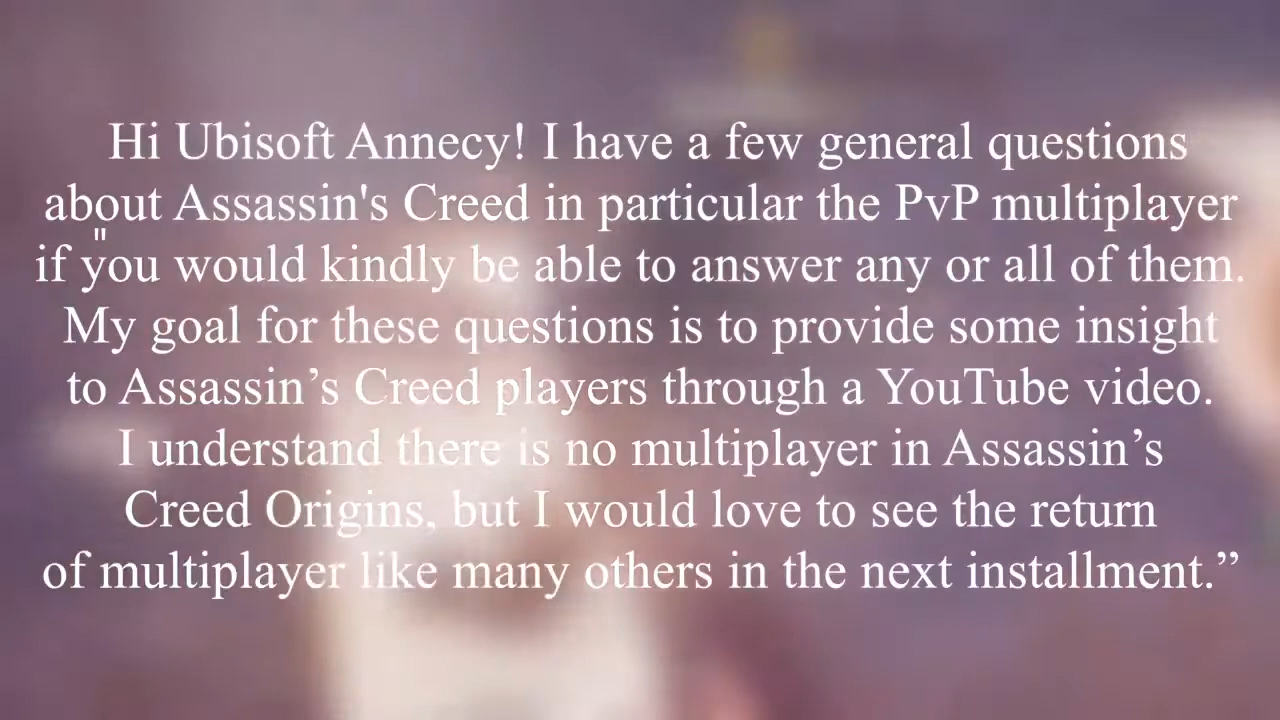 Hi Ubisoft Annecy! I have a few general questions
about Assassin's Creed in particular the PvP multiplayer
"
if you would kindly be able to answer any or all of them.
My goal for these questions is to provide some insight
to Assassin’s Creed players through a YouTube video.
I understand there is no multiplayer in Assassin’s
Creed Origins, but I would love to see the return
of multiplayer like many others in the next installment.”